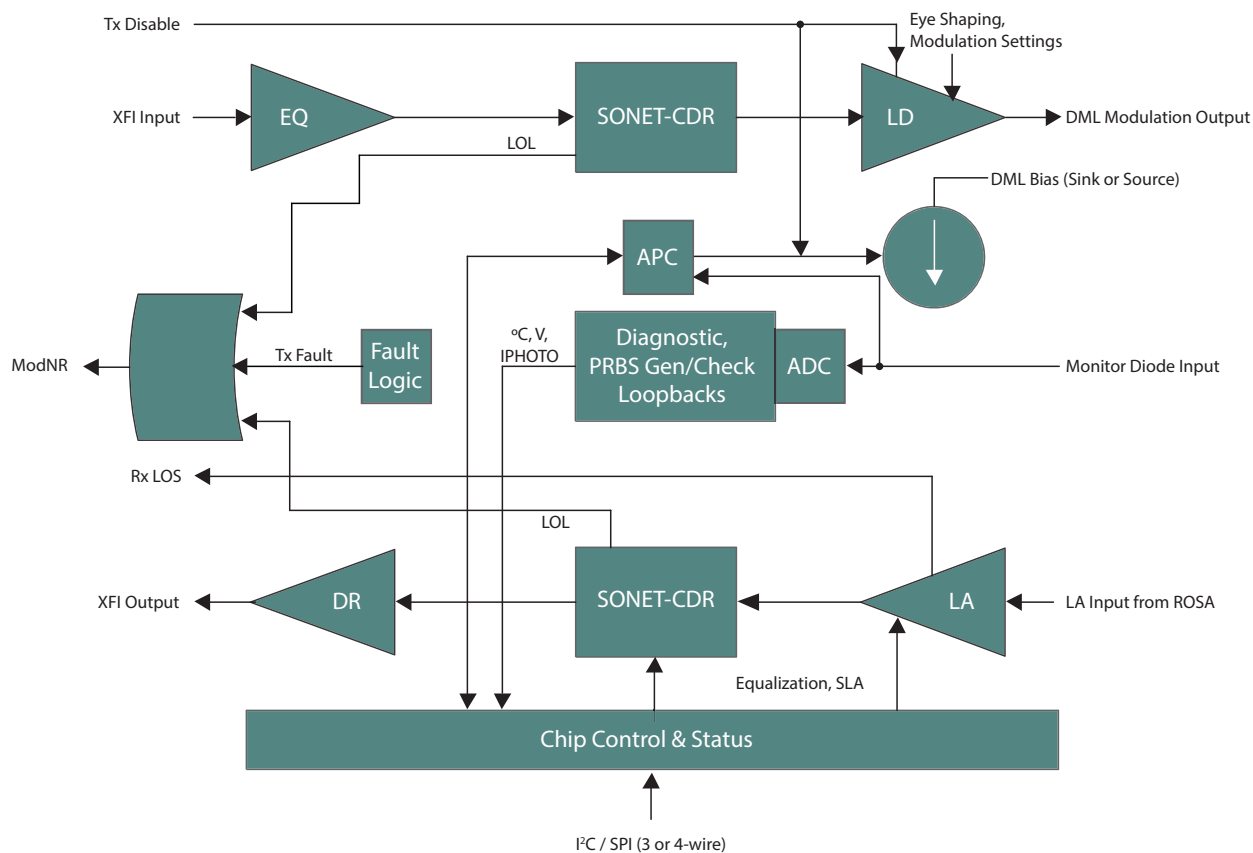 Tx Disable
Eye Shaping,
Modulation Settings
XFI Input
EQ
SONET-CDR
LD
DML Modulation Output
LOL
DML Bias (Sink or Source)
APC
ModNR
Tx Fault
Fault
Logic
ºC, V,
IPHOTO
Diagnostic,
PRBS Gen/Check
Loopbacks
ADC
Monitor Diode Input
Rx LOS
LOL
XFI Output
DR
SONET-CDR
LA
LA Input from ROSA
Equalization, SLA
Chip Control & Status
I²C / SPI (3 or 4-wire)